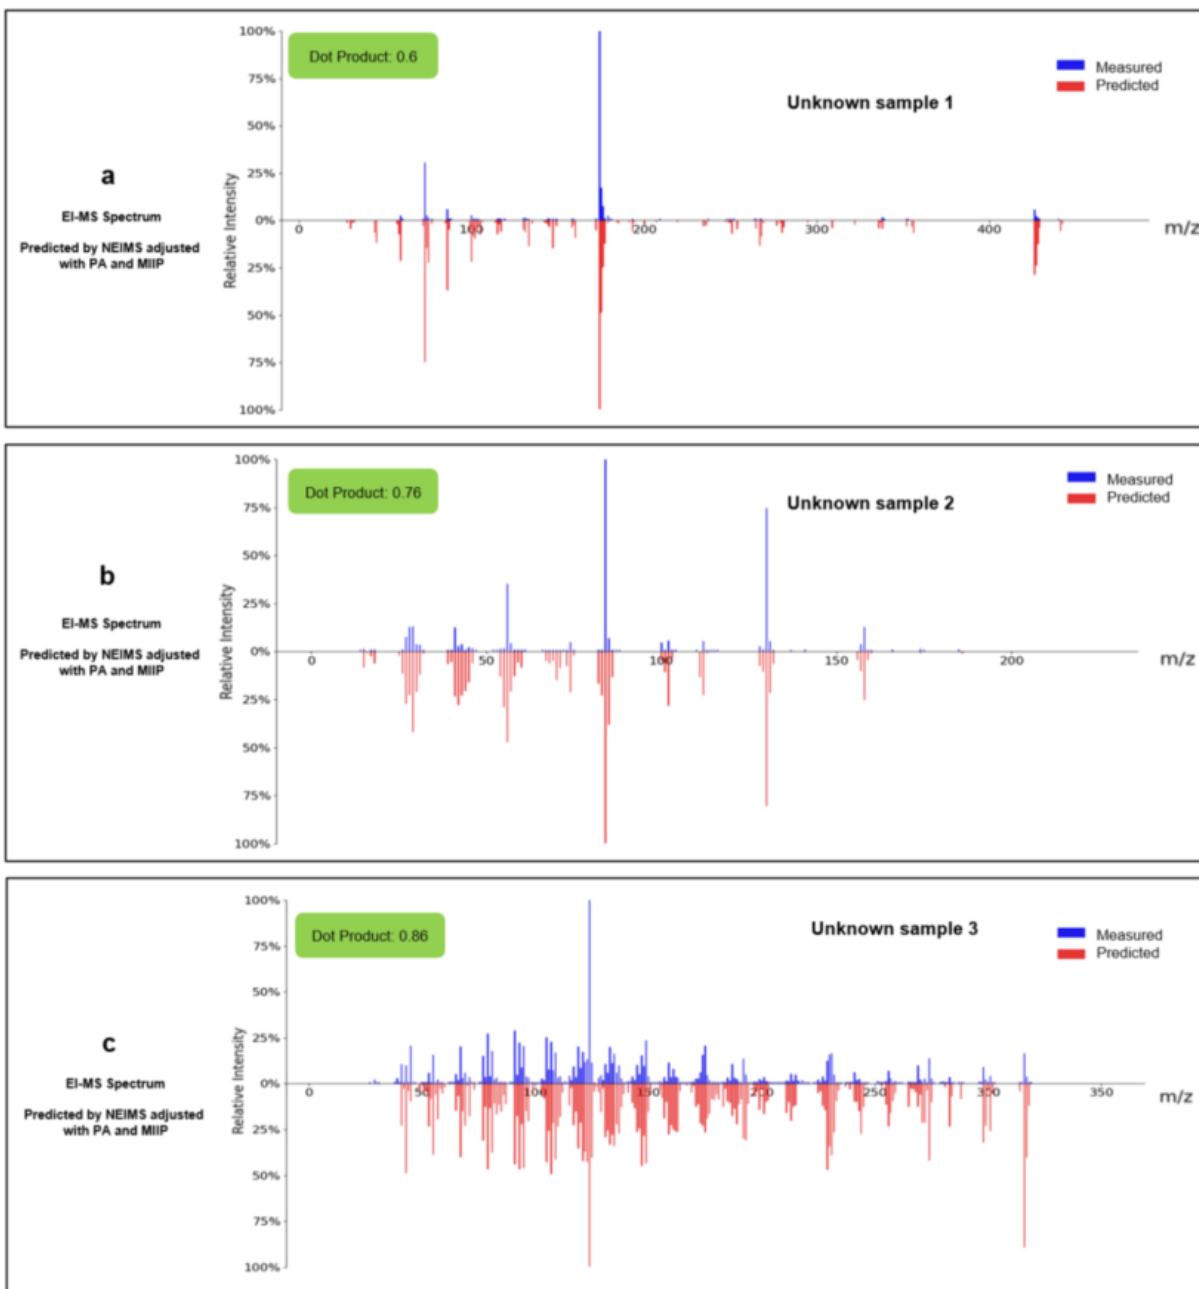 100%
Dot Product: 0.6
75%
50%
25%
0%
25%
50%
75%
100%
Relative Intensity
0
100
200
300
400
m/z
Unknown sample 1
Measured
Predicted
a
EI-MS Spectrum
Predicted by NEIMS adjusted
with PA and MIIP
100%
Dot Product: 0.76
75%
50%
25%
0%
25%
50%
75%
100%
Relative Intensity
0
50
100
150
200
m/z
Unknown sample 2
Measured
Predicted
b
EI-MS Spectrum
Predicted by NEIMS adjusted
with PA and MIIP
100%
Dot Product: 0.86
75%
50%
25%
0%
25%
50%
75%
100%
Relative Intensity
0
50
100
150
200
250
300
350
m/z
Unknown sample 3
Measured
Predicted
c
EI-MS Spectrum
Predicted by NEIMS adjusted
with PA and MIIP